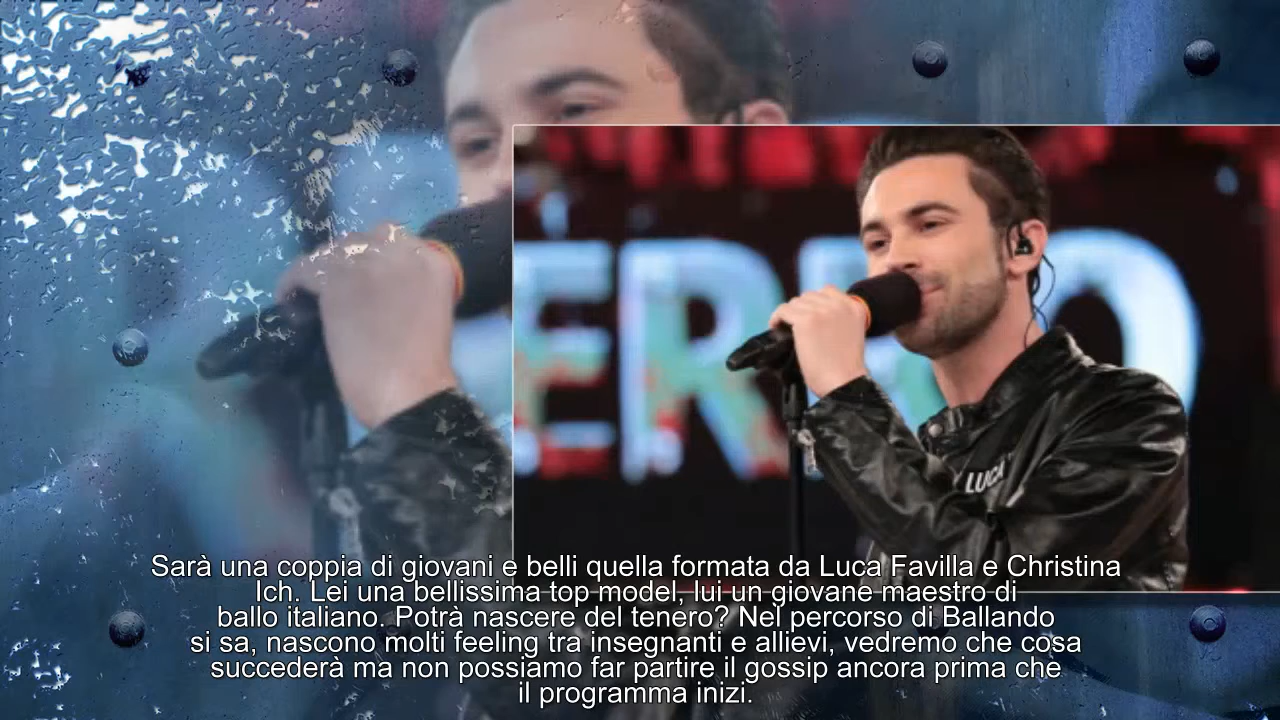 ERRO
LUCA
Sarà una coppia di giovani e belli quella formata da Luca Favilla e Christina
Ich. Lei una bellissima top model, lui un giovane maestro di
ballo italiano. Potrà nascere del tenero? Nel percorso di Ballando
si sa, nascono molti feeling tra insegnanti e allievi, vedremo che cosa
succederà ma non possiamo far partire il gossip ancora prima che
il programma inizi.